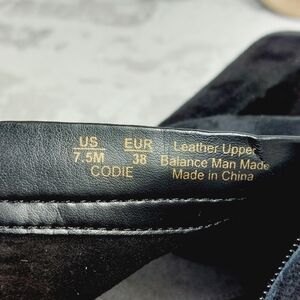 US EUR Leather Upper
7.5M 38 Balance Man Made
CODIE Made in China